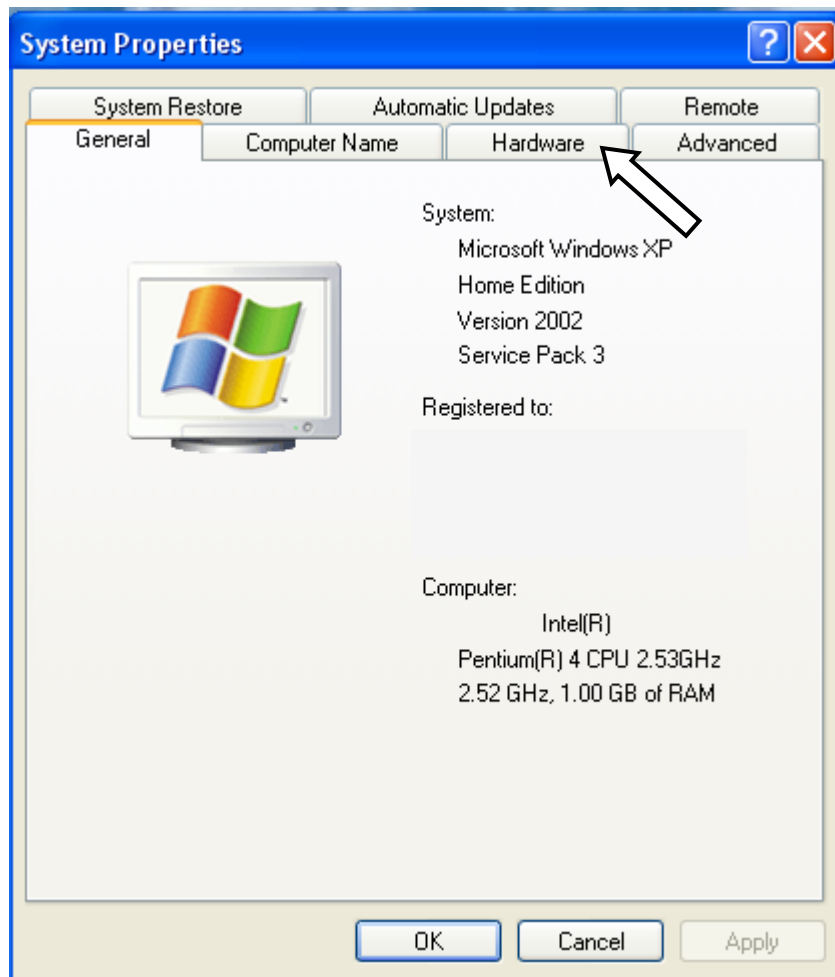 System Properties
System Restore Automatic Updates Remote
General Computer Name Hardware Advanced
System:
Microsoft Windows XP
Home Edition
Version 2002
Service Pack 3
Registered to:
Computer:
Intel(R)
Pentium(R) 4 CPU 2.53GHz
2.52 GHz, 1.00 GB of RAM
OK Cancel Apply